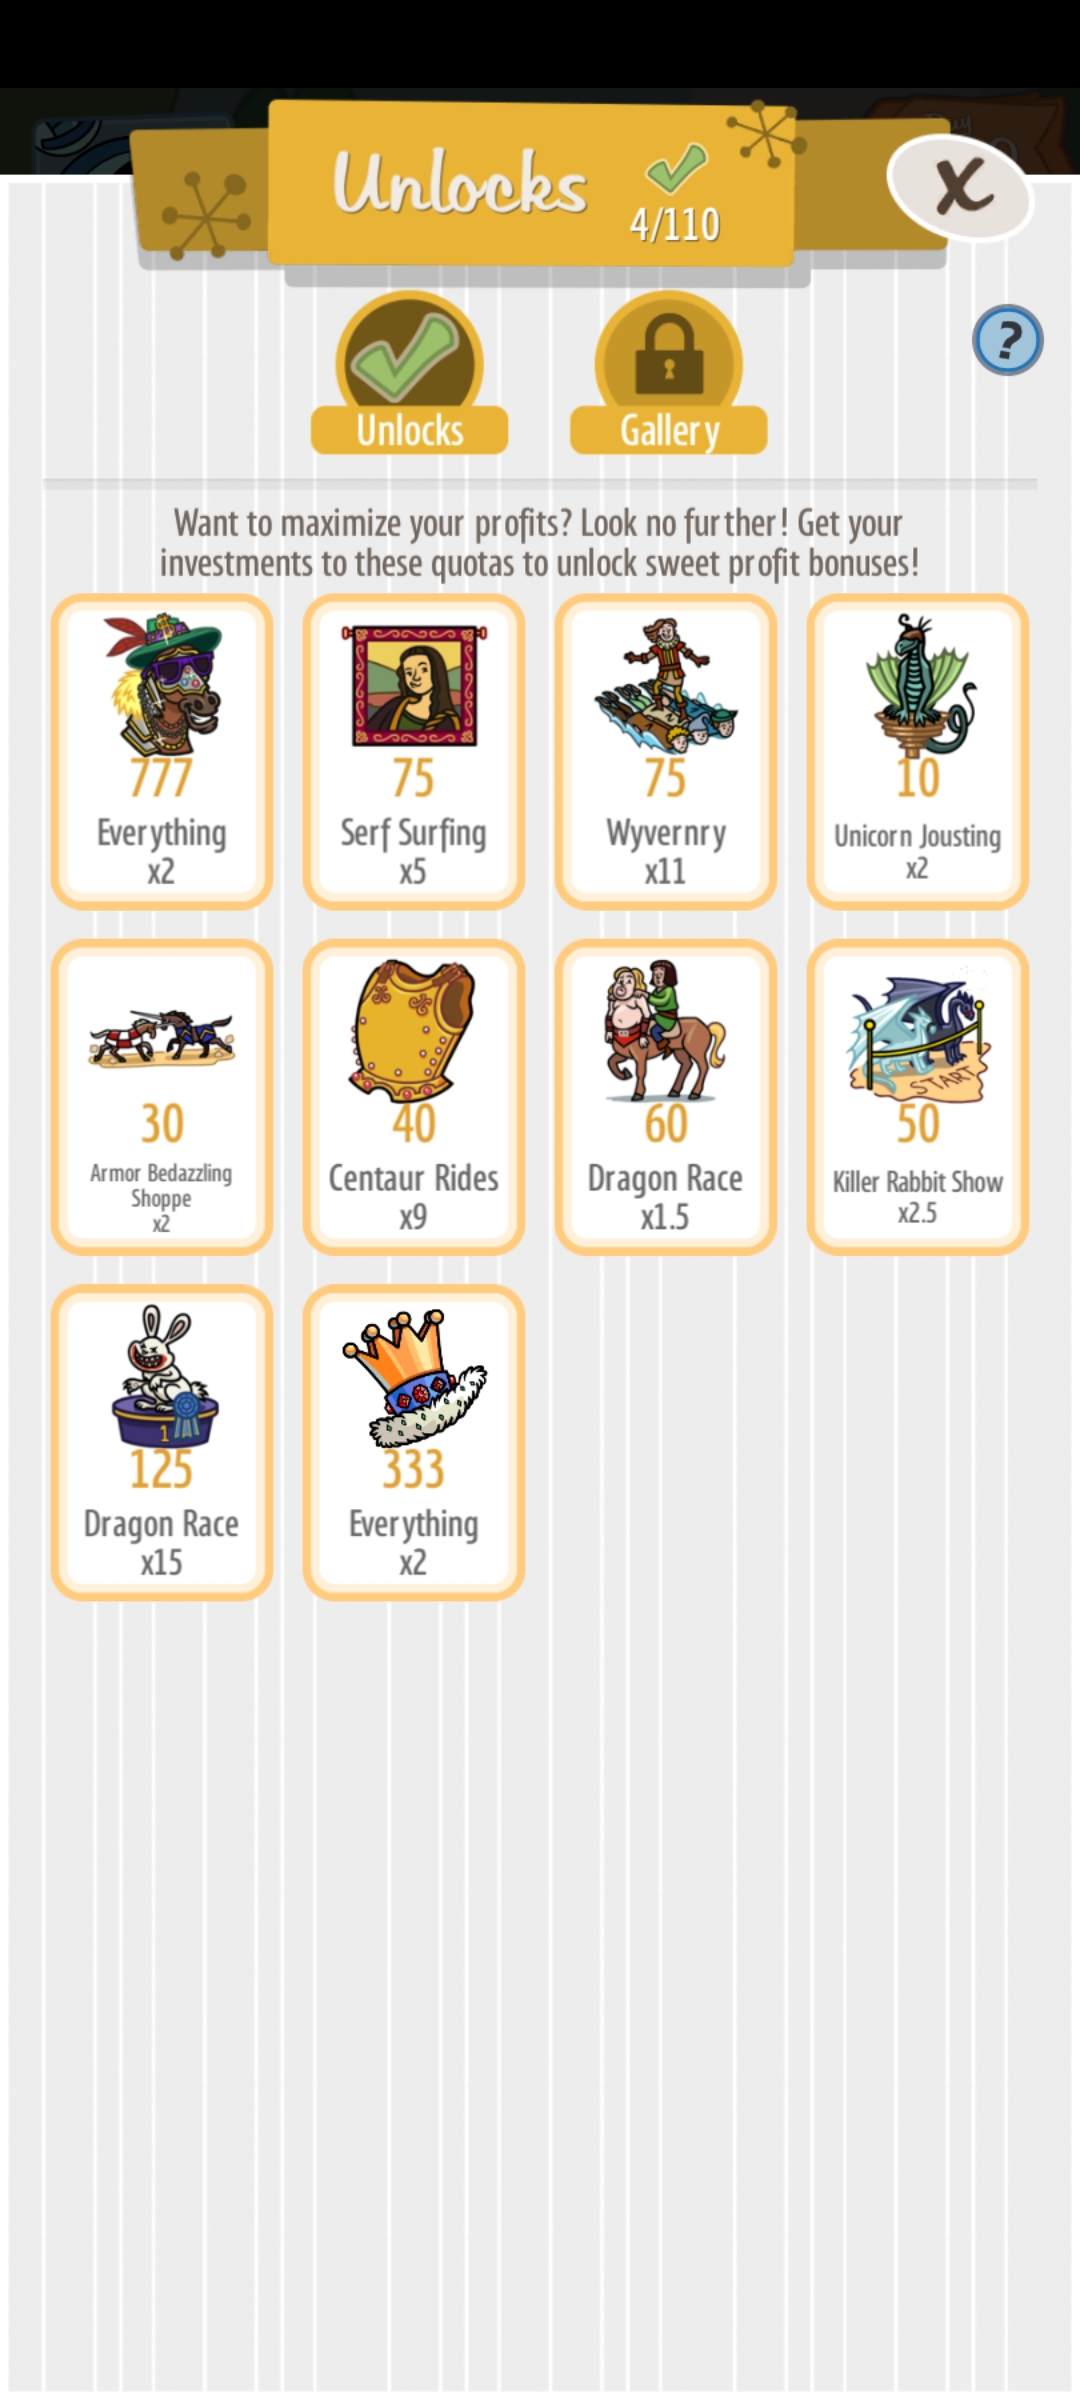 Unlocks
4/110
X
?
Unlocks
Gallery
Want to maximize your profits? Look no further! Get your
investments to these quotas to unlock sweet profit bonuses!
777
Everything
x2
75
Serf Surfing
x5
75
Wyvernry
x11
10
Unicorn Jousting
x2
30
Armor Bedazzling
Shoppe
x2
40
Centaur Rides
x9
60
Dragon Race
x1.5
START
50
Killer Rabbit Show
x2.5
1
125
Dragon Race
x15
333
Everything
x2